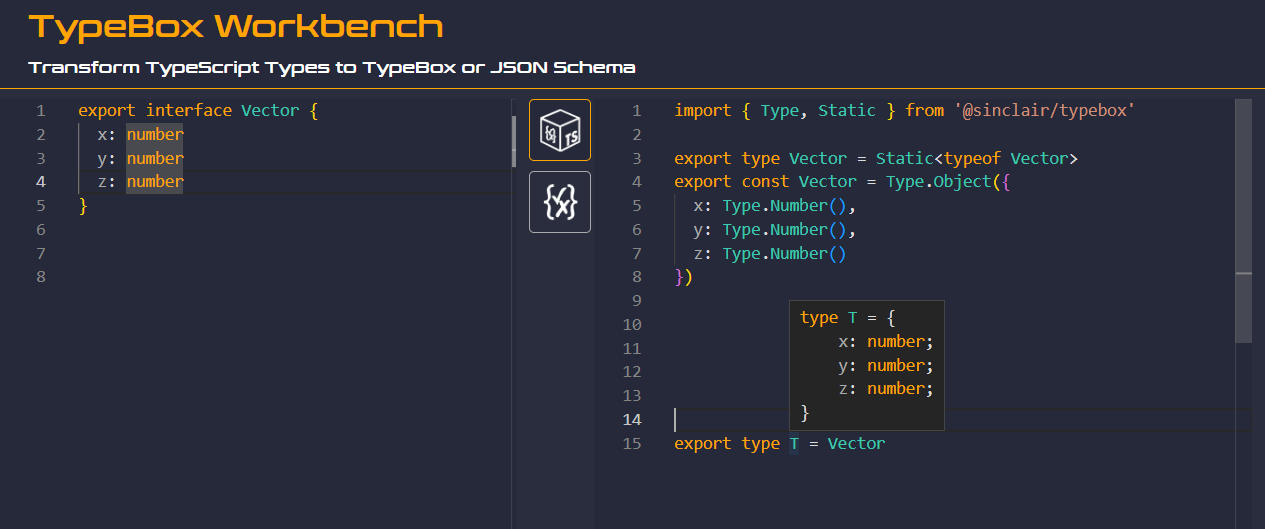 TypeBox Workbench
Transform TypeScript Types to TypeBox or JSON Schema
1 export interface Vector {
2 x: number
3 y: number
4 z: number
5 }
6
7
8
TS
1 import { Type, Static } from '@sinclair/typebox'
2
3 export type Vector = Static<typeof Vector>
4 export const Vector = Type.Object({
5 x: Type.Number(),
6 y: Type.Number(),
7 z: Type.Number()
8 })
9
10
11
12
13
14
15 export type T = Vector
type T = {
x: number;
y: number;
z: number;
}